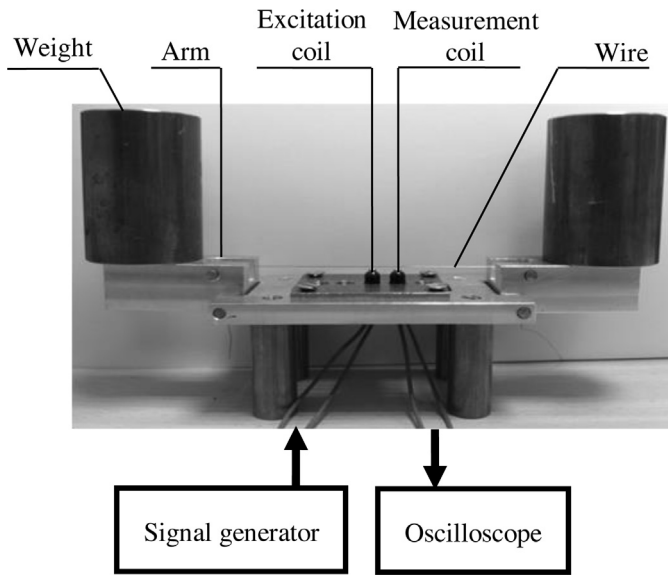 Weight
Arm
Excitation
coil
Measurement
coil
Wire
Signal generator
Oscilloscope